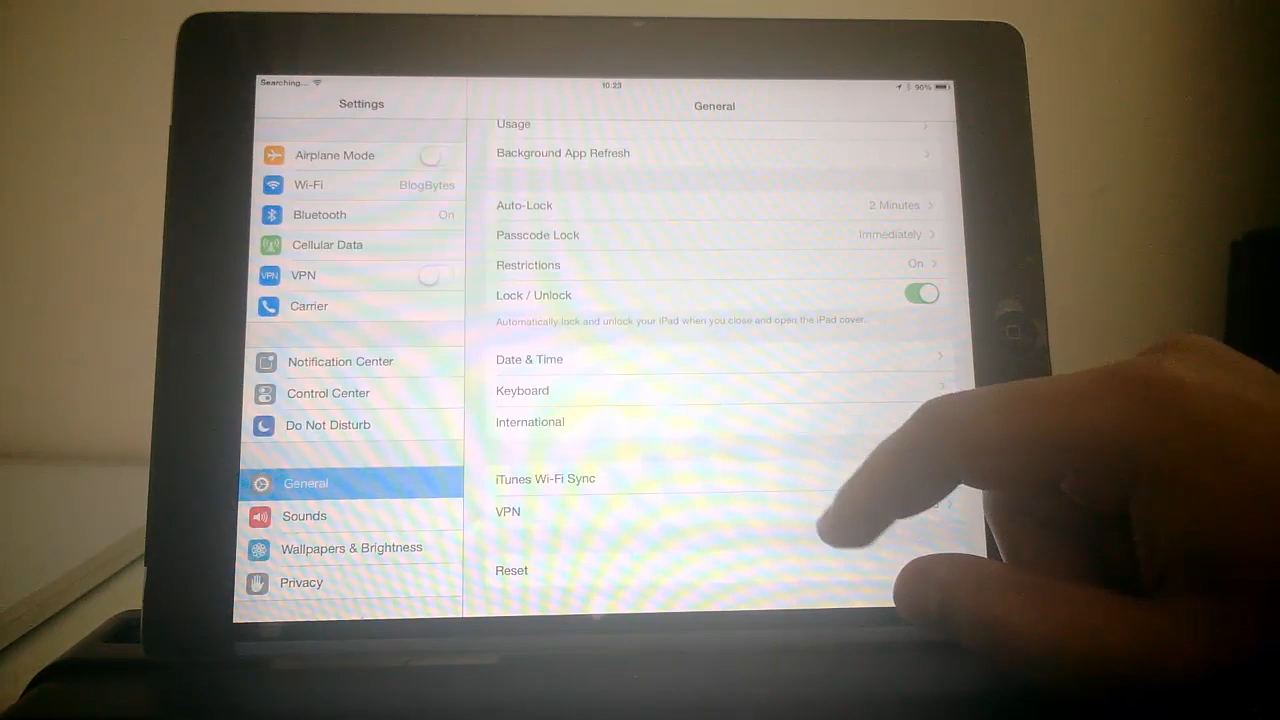 Searching...
10:23
90%
Settings
General
Airplane Mode
Wi-Fi
BlogBytes
Bluetooth
On
Cellular Data
VPN
VPN
Carrier
Notification Center
Control Center
Do Not Disturb
General
Sounds
Wallpapers & Brightness
Privacy
Usage
Background App Refresh
Auto-Lock
2 Minutes
Passcode Lock
Immediately
Restrictions
On
Lock / Unlock
Automatically lock and unlock your iPad when you close and open the iPad cover.
Date & Time
Keyboard
International
iTunes Wi-Fi Sync
VPN
Reset